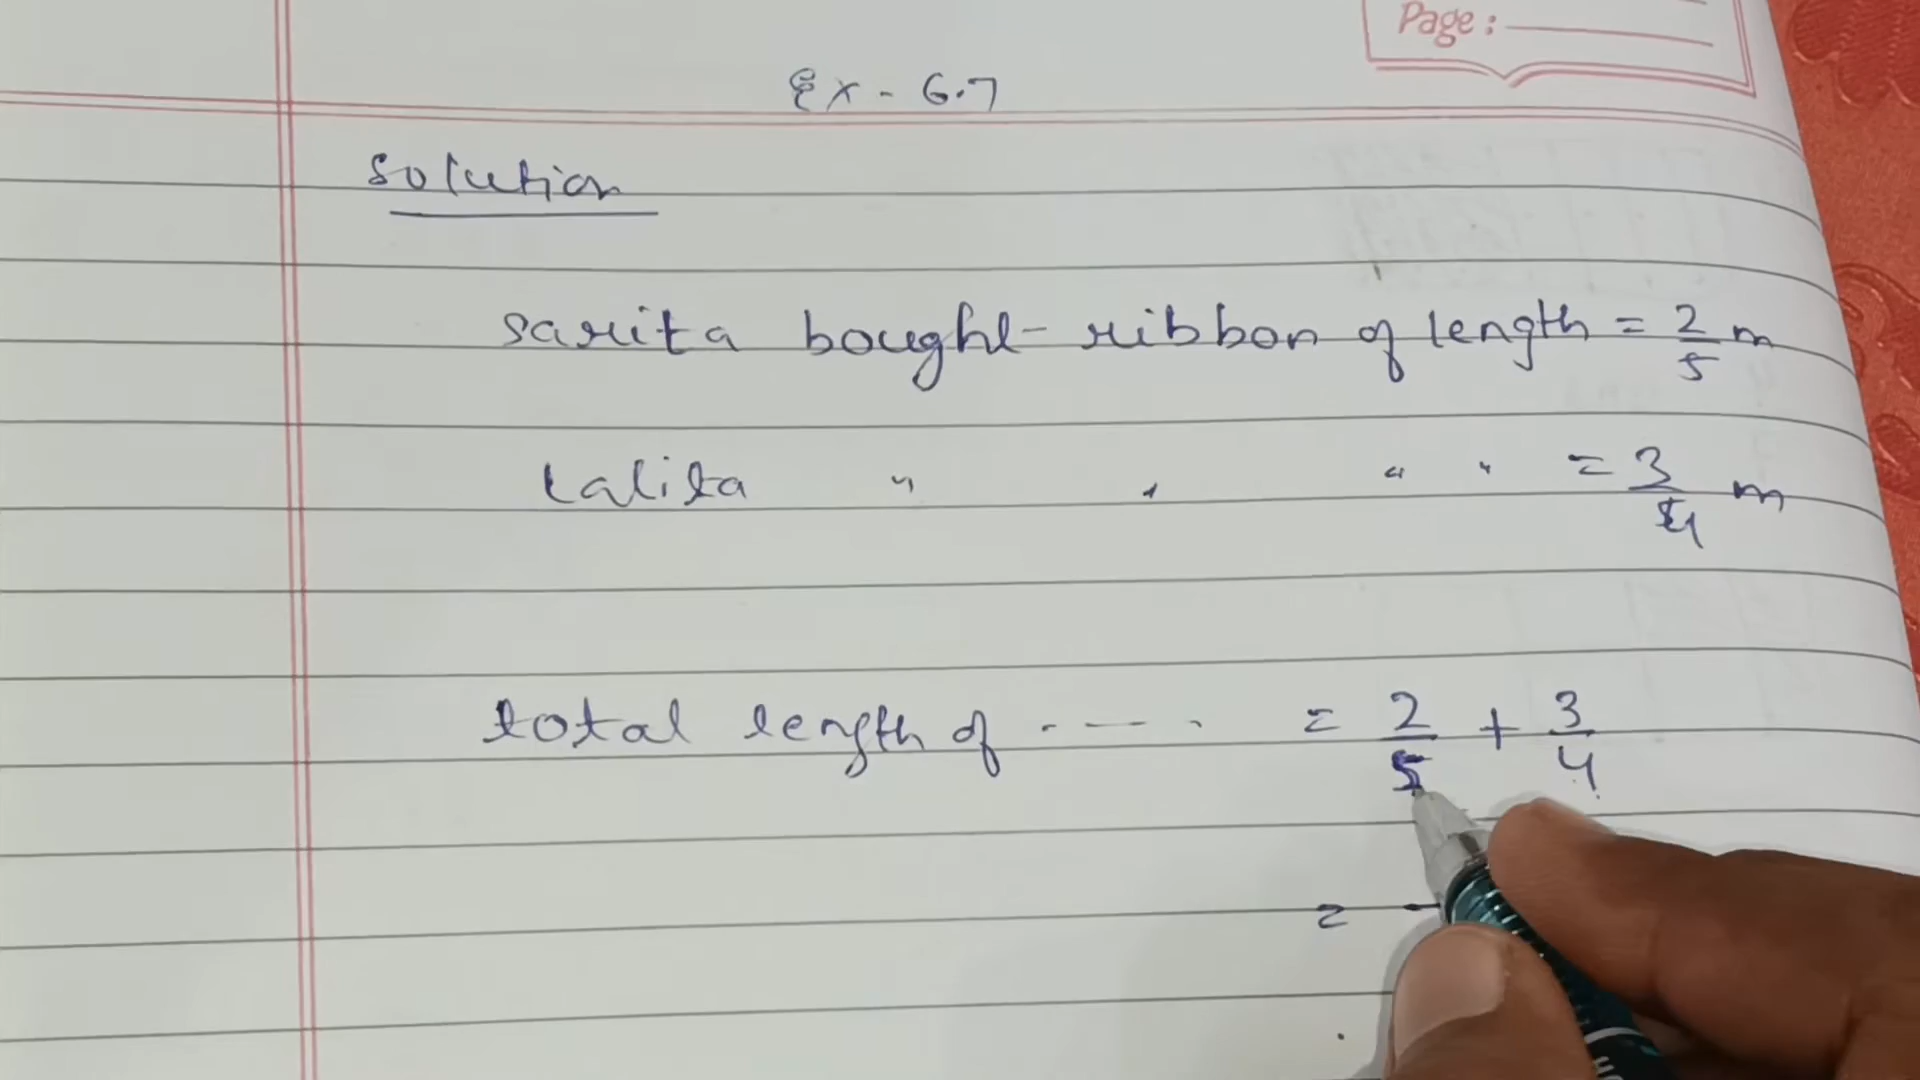 Page :
Ex - 6.7
Solution
Sarita bought ribbon of length = 2/5 m
Lalita " " " " = 3/4 m
total length of . — . = 2/5 + 3/4
= -